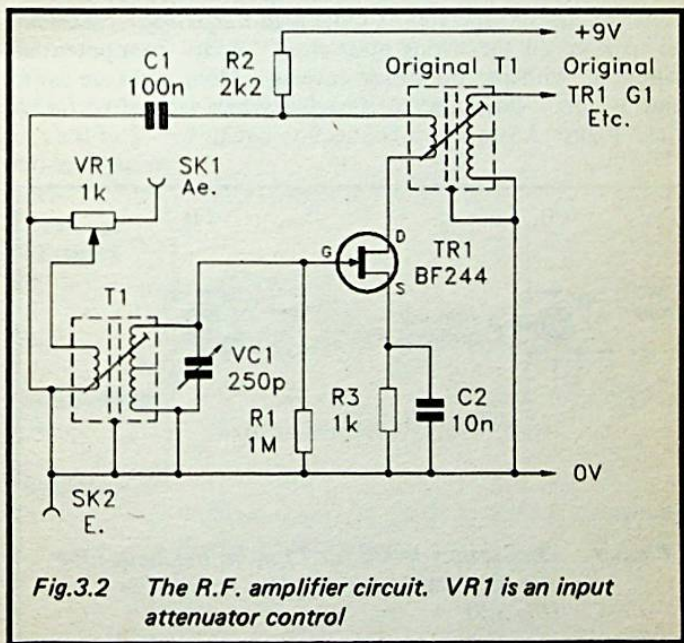 +9V
C1
100n
R2
2k2
Original T1
Original
TR1 G1
Etc.
VR1
1k
SK1
Ae.
T1
G
D
S
TR1
BF244
VC1
250p
R1
1M
R3
1k
C2
10n
0V
SK2
E.
Fig.3.2 The R.F. amplifier circuit. VR1 is an input
attenuator control